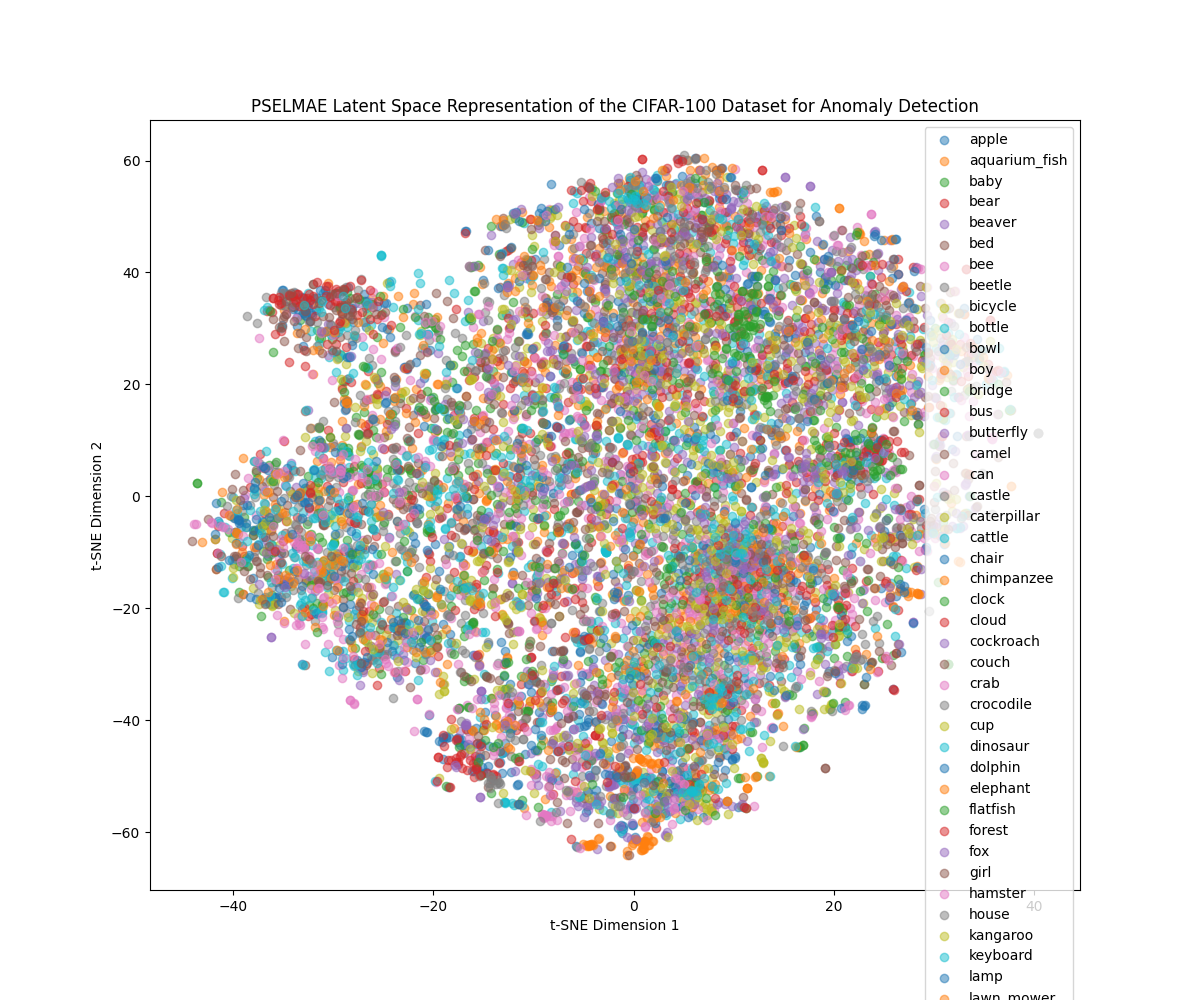 PSELMAE Latent Space Representation of the CIFAR-100 Dataset for Anomaly Detection
60
40
20
0
−20
−40
−60
t-SNE Dimension 2
−40
−20
0
20
40
t-SNE Dimension 1
apple
aquarium_fish
baby
bear
beaver
bed
bee
beetle
bicycle
bottle
bowl
boy
bridge
bus
butterfly
camel
can
castle
caterpillar
cattle
chair
chimpanzee
clock
cloud
cockroach
couch
crab
crocodile
cup
dinosaur
dolphin
elephant
flatfish
forest
fox
girl
hamster
house
kangaroo
keyboard
lamp
lawn_mower